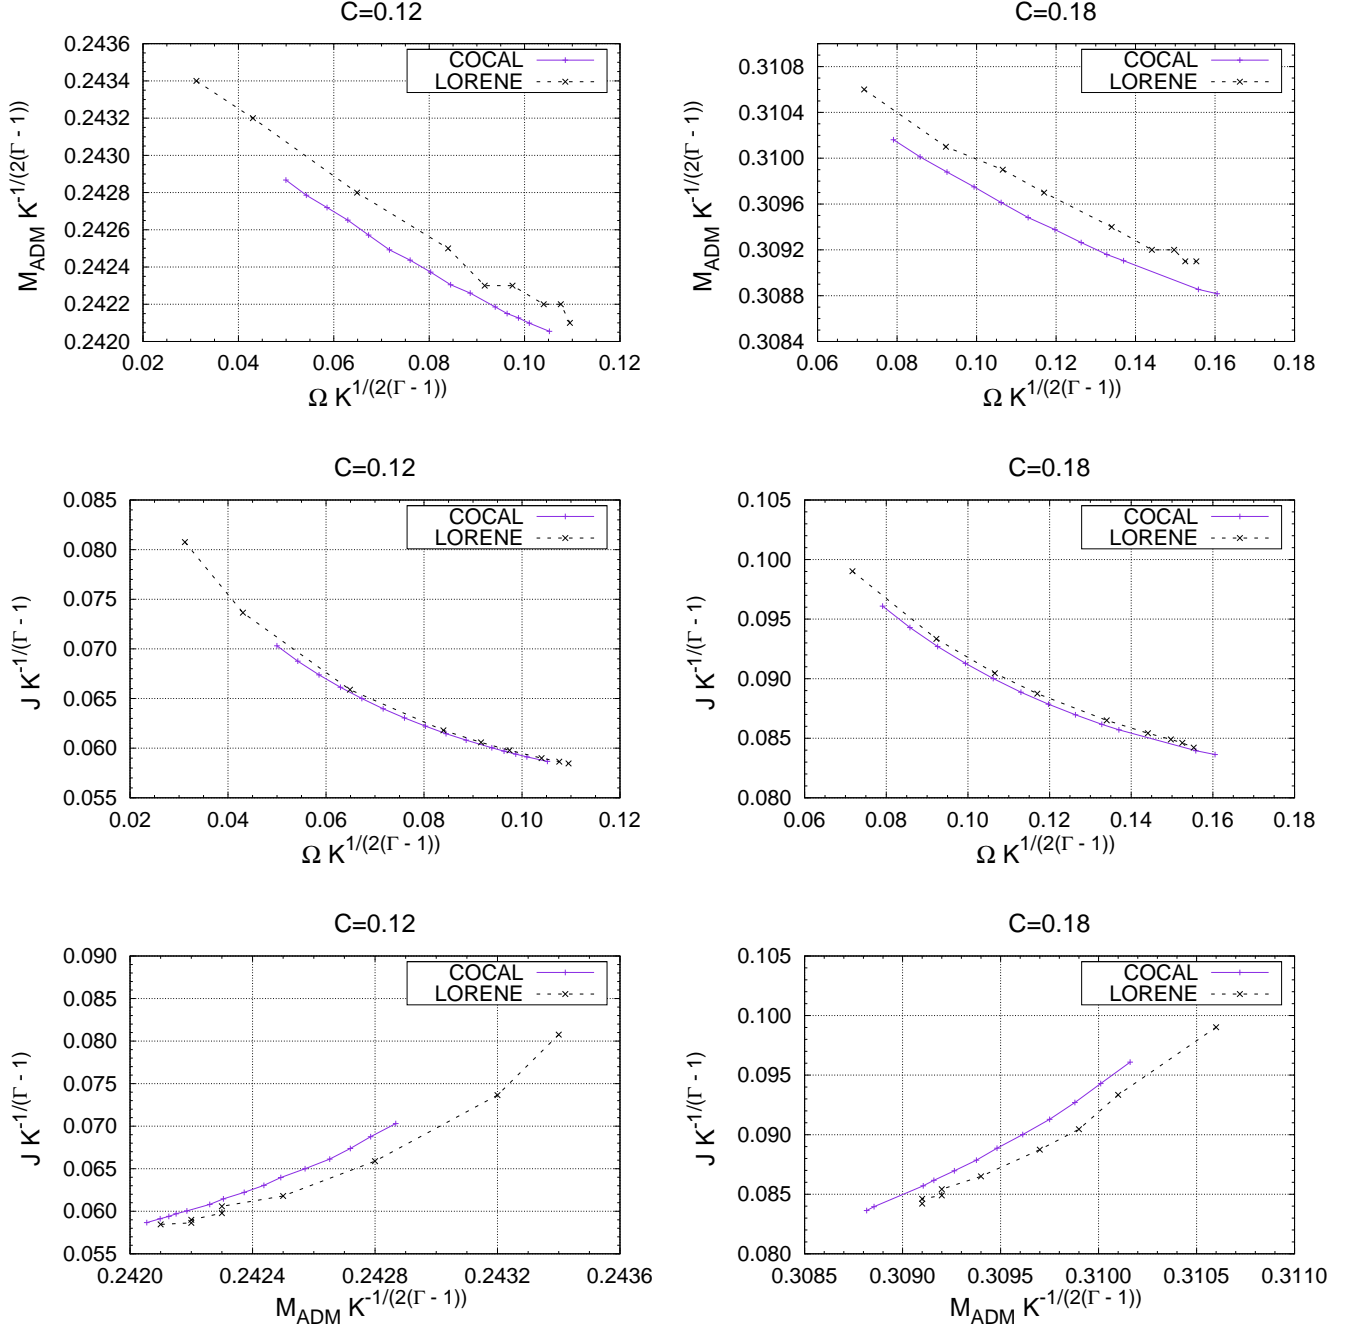 C=0.12
M_ADM K^-1/(2(Γ - 1))
0.2436
0.2434
0.2432
0.2430
0.2428
0.2426
0.2424
0.2422
0.2420
COCAL
LORENE
0.02 0.04 0.06 0.08 0.10 0.12
Ω K^1/(2(Γ - 1))
C=0.18
M_ADM K^-1/(2(Γ - 1))
0.3108
0.3104
0.3100
0.3096
0.3092
0.3088
0.3084
COCAL
LORENE
0.06 0.08 0.10 0.12 0.14 0.16 0.18
Ω K^1/(2(Γ - 1))
C=0.12
J K^-1/(Γ - 1)
0.085
0.080
0.075
0.070
0.065
0.060
0.055
COCAL
LORENE
0.02 0.04 0.06 0.08 0.10 0.12
Ω K^1/(2(Γ - 1))
C=0.18
J K^-1/(Γ - 1)
0.105
0.100
0.095
0.090
0.085
0.080
COCAL
LORENE
0.06 0.08 0.10 0.12 0.14 0.16 0.18
Ω K^1/(2(Γ - 1))
C=0.12
J K^-1/(Γ - 1)
0.090
0.085
0.080
0.075
0.070
0.065
0.060
0.055
COCAL
LORENE
0.2420 0.2424 0.2428 0.2432 0.2436
M_ADM K^-1/(2(Γ - 1))
C=0.18
J K^-1/(Γ - 1)
0.105
0.100
0.095
0.090
0.085
0.080
COCAL
LORENE
0.3085 0.3090 0.3095 0.3100 0.3105 0.3110
M_ADM K^-1/(2(Γ - 1))